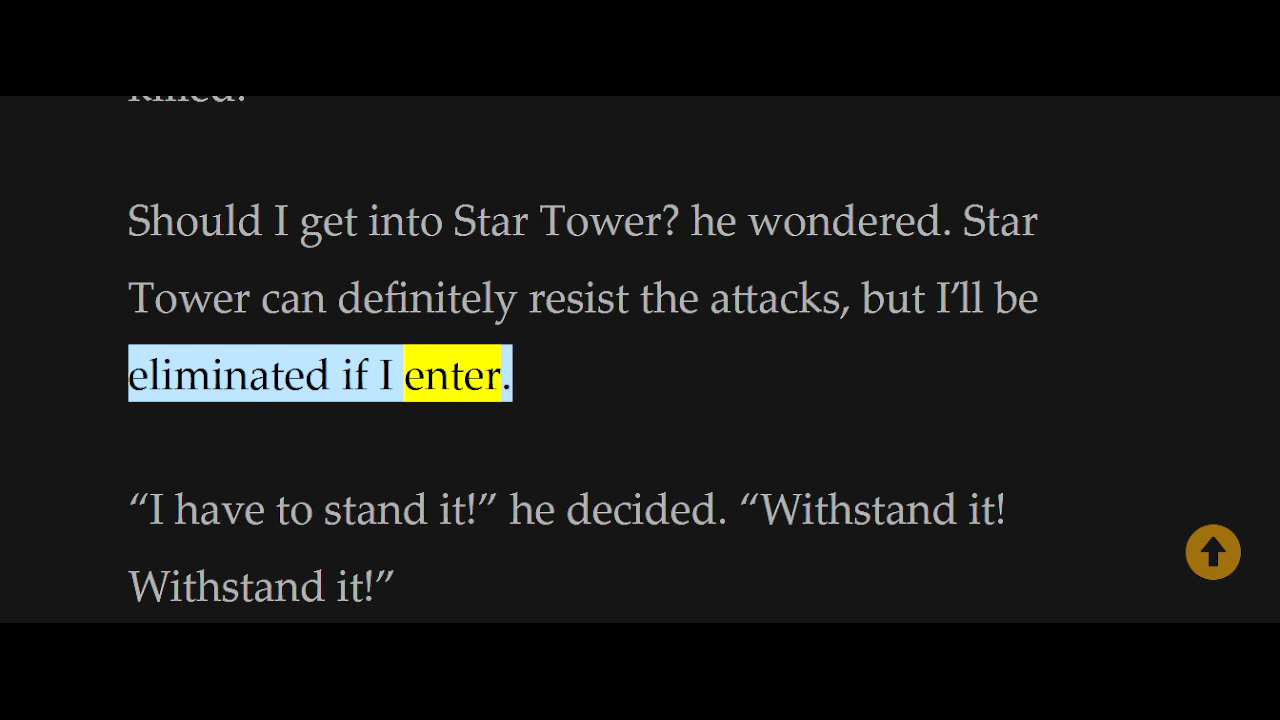 Should I get into Star Tower? he wondered. Star
Tower can definitely resist the attacks, but I’ll be
eliminated if I enter.
“I have to stand it!” he decided. “Withstand it!
Withstand it!”